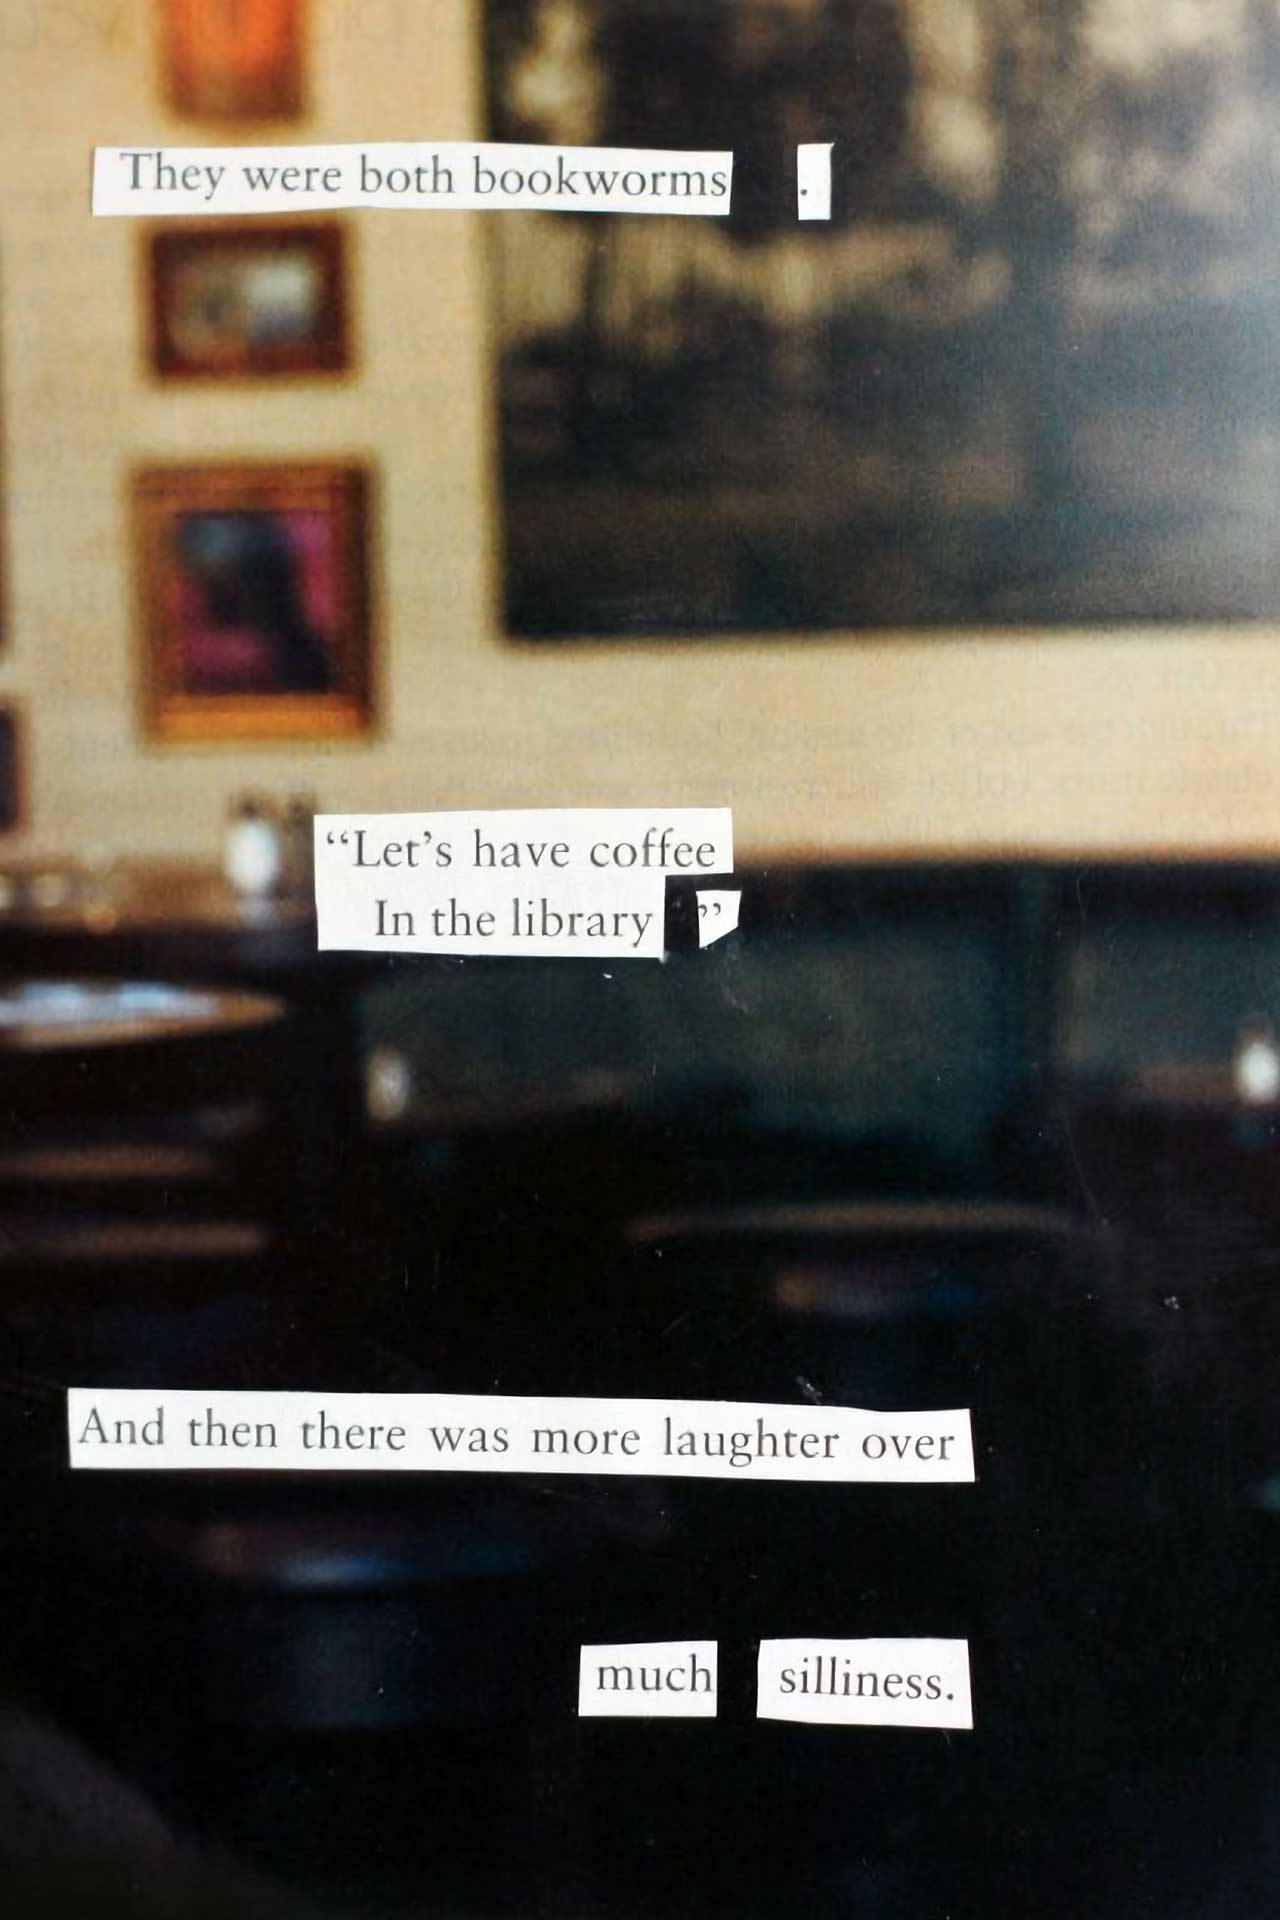 They were both bookworms .
“Let’s have coffee
In the library ”
And then there was more laughter over
much silliness.